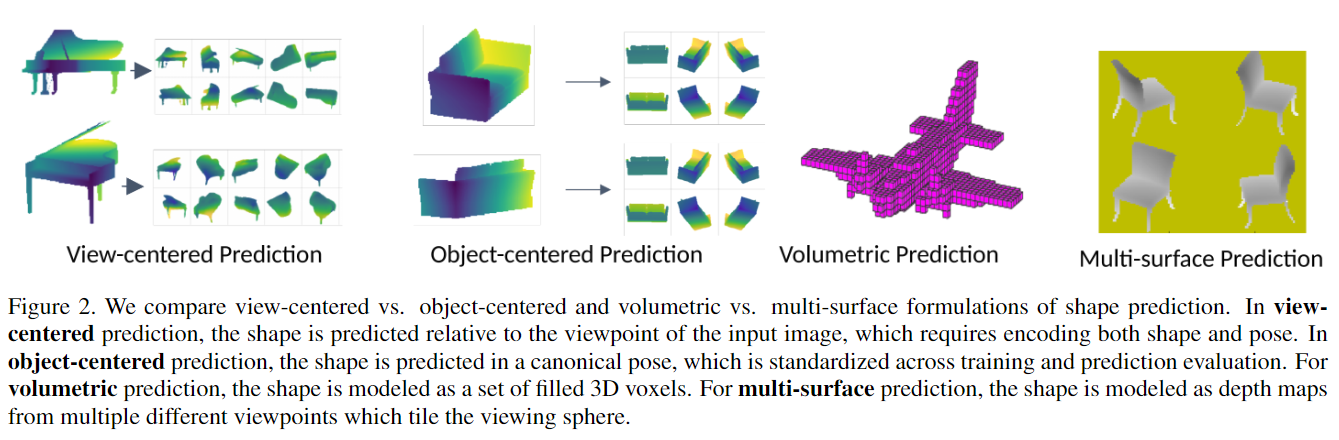 View-centered Prediction
Object-centered Prediction
Volumetric Prediction
Multi-surface Prediction
Figure 2. We compare view-centered vs. object-centered and volumetric vs. multi-surface formulations of shape prediction. In view-
centered prediction, the shape is predicted relative to the viewpoint of the input image, which requires encoding both shape and pose. In
object-centered prediction, the shape is predicted in a canonical pose, which is standardized across training and prediction evaluation. For
volumetric prediction, the shape is modeled as a set of filled 3D voxels. For multi-surface prediction, the shape is modeled as depth maps
from multiple different viewpoints which tile the viewing sphere.